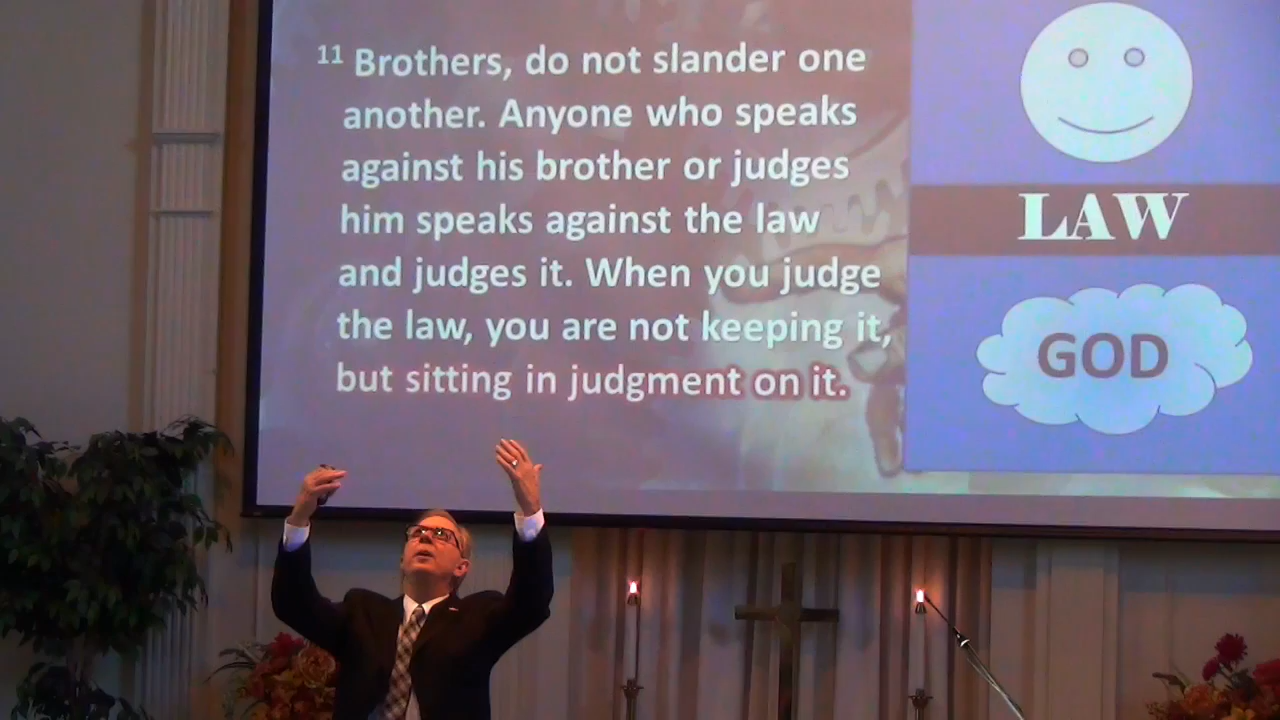 11 Brothers, do not slander one
another. Anyone who speaks
against his brother or judges
him speaks against the law
and judges it. When you judge
the law, you are not keeping it,
but sitting in judgment on it.
LAW
GOD